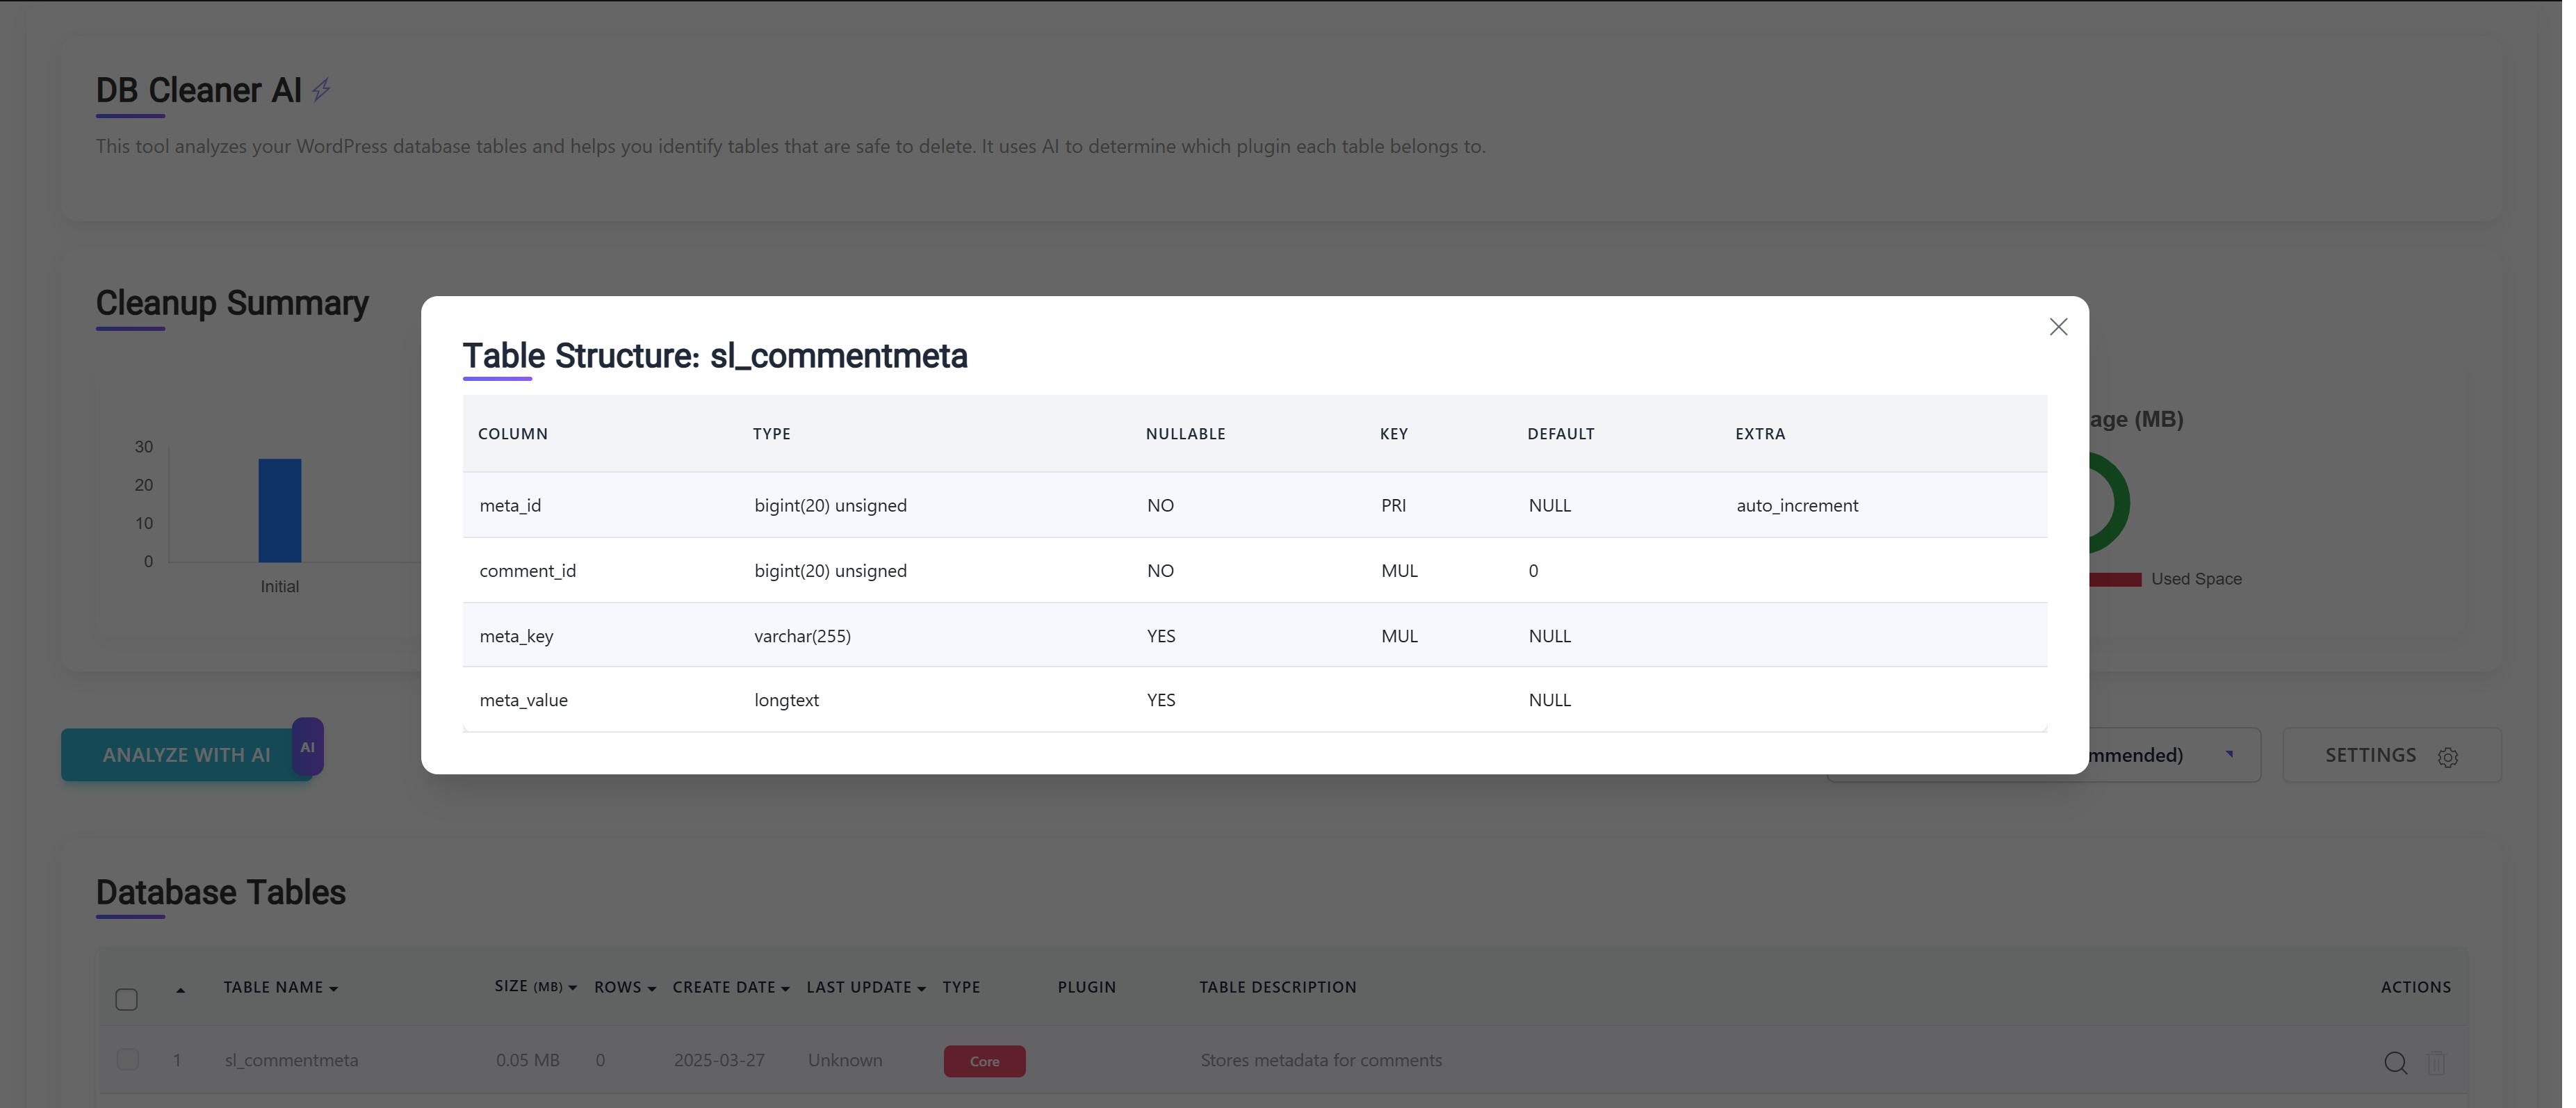 DB Cleaner AI
This tool analyzes your WordPress database tables and helps you identify tables that are safe to delete. It uses AI to determine which plugin each table belongs to.
Cleanup Summary
30
20
10
0
Initial
age (MB)
Used Space
Table Structure: sl_commentmeta
COLUMN TYPE NULLABLE KEY DEFAULT EXTRA
meta_id bigint(20) unsigned NO PRI NULL auto_increment
comment_id bigint(20) unsigned NO MUL 0
meta_key varchar(255) YES MUL NULL
meta_value longtext YES NULL
ANALYZE WITH AI AI
mmended) SETTINGS
Database Tables
TABLE NAME SIZE (MB) ROWS CREATE DATE LAST UPDATE TYPE PLUGIN TABLE DESCRIPTION ACTIONS
1 sl_commentmeta 0.05 MB 0 2025-03-27 Unknown Core Stores metadata for comments